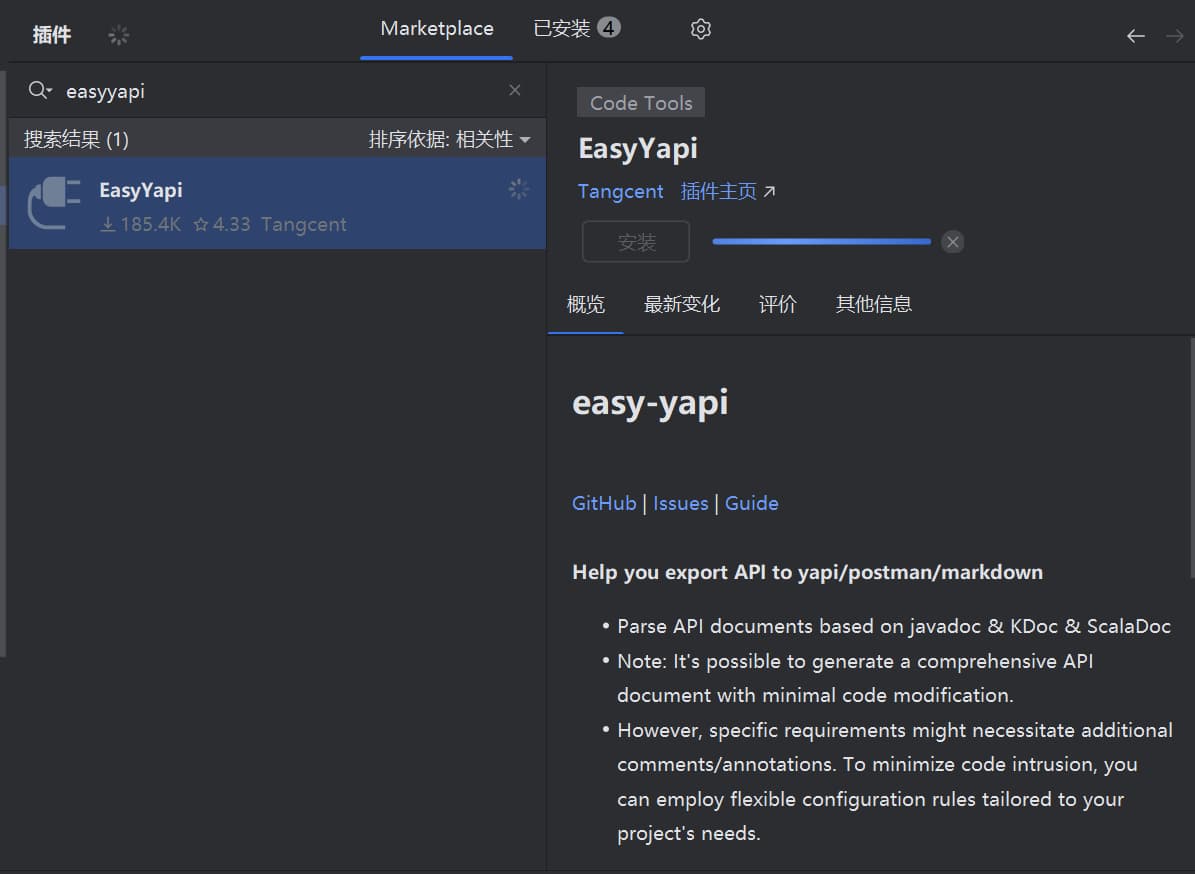 插件
Marketplace
已安装 4
easyyapi
搜索结果 (1)
排序依据: 相关性
EasyYapi
185.4K 4.33 Tangcent
Code Tools
EasyYapi
Tangcent 插件主页
安装
概览 最新变化 评价 其他信息
easy-yapi
GitHub | Issues | Guide
Help you export API to yapi/postman/markdown
• Parse API documents based on javadoc & KDoc & ScalaDoc
• Note: It's possible to generate a comprehensive API
document with minimal code modification.
• However, specific requirements might necessitate additional
comments/annotations. To minimize code intrusion, you
can employ flexible configuration rules tailored to your
project's needs.